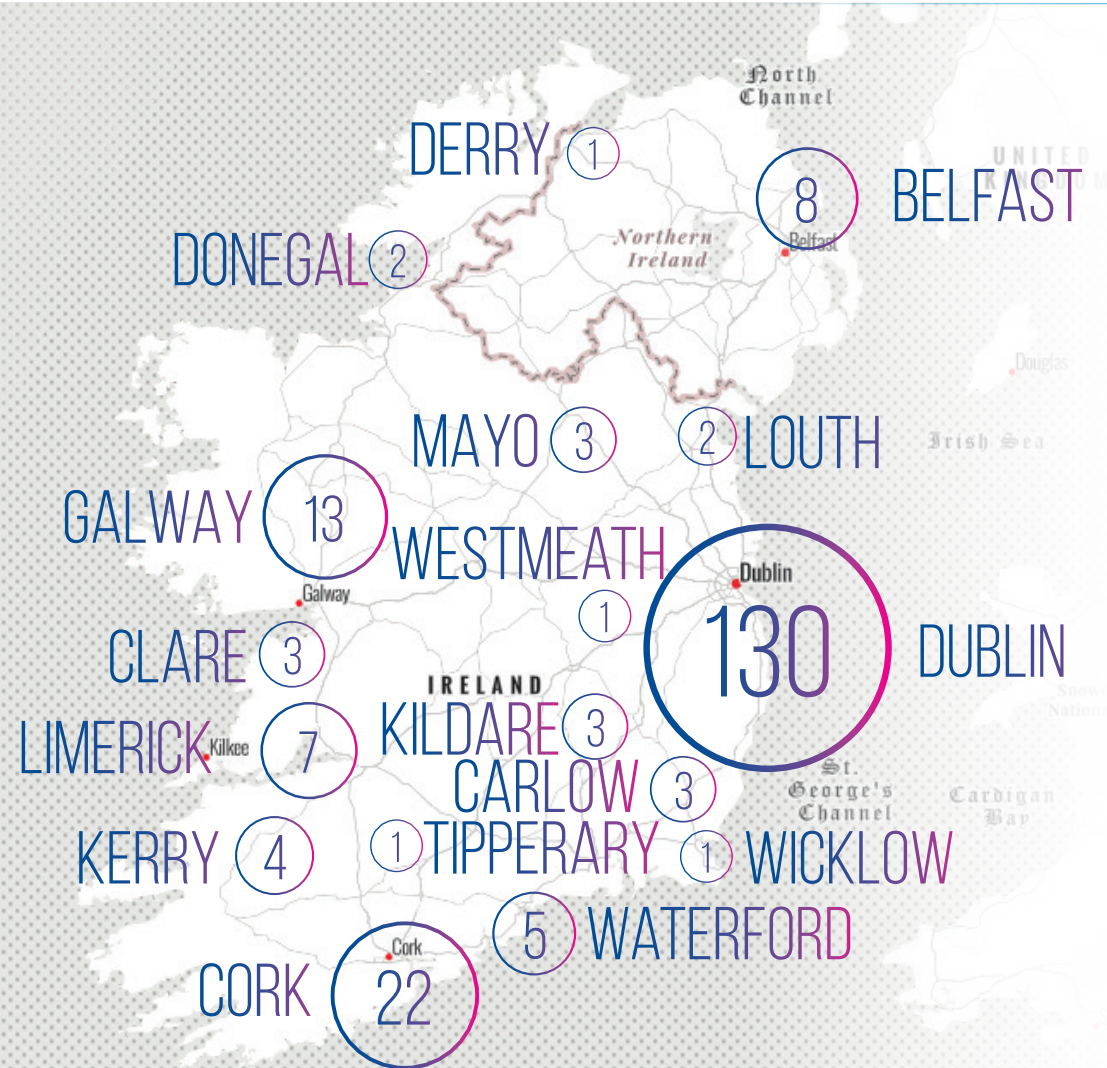 North
Channel
DERRY 1
UNITED
KINGDOM
8 BELFAST
Northern
Ireland
Belfast
DONEGAL 2
Douglas
MAYO 3
2 LOUTH
Irish Sea
GALWAY 13
WESTMEATH
1
Dublin
130 DUBLIN
Galway
CLARE 3
IRELAND
LIMERICK 7
Kilkee
KILDARE 3
CARLOW 3
St.
George's
Channel
Cardigan
Bay
KERRY 4
1 TIPPERARY
1 WICKLOW
5 WATERFORD
Cork
CORK 22